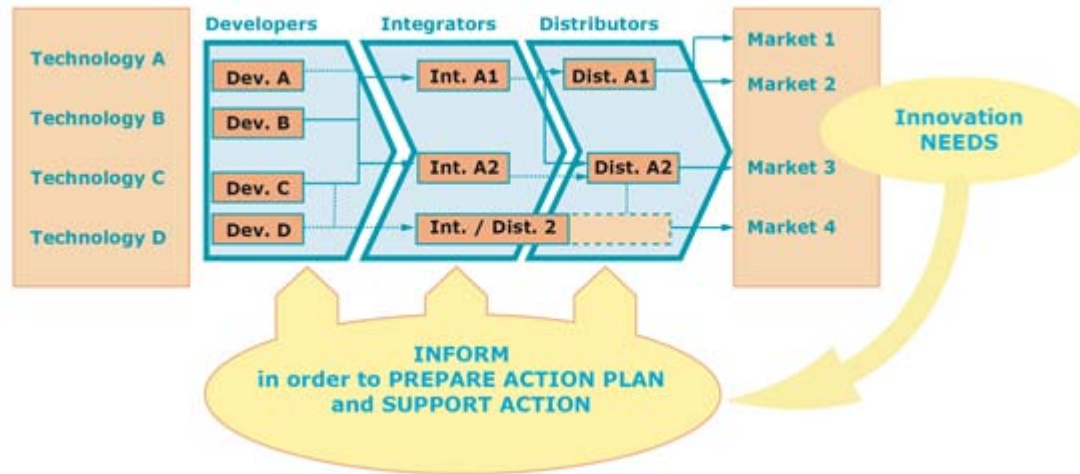 Developers
Integrators
Distributors
Technology A
Technology B
Technology C
Technology D
Dev. A
Dev. B
Dev. C
Dev. D
Int. A1
Int. A2
Int. / Dist. 2
Dist. A1
Dist. A2
Market 1
Market 2
Market 3
Market 4
Innovation
NEEDS
INFORM
in order to PREPARE ACTION PLAN
and SUPPORT ACTION